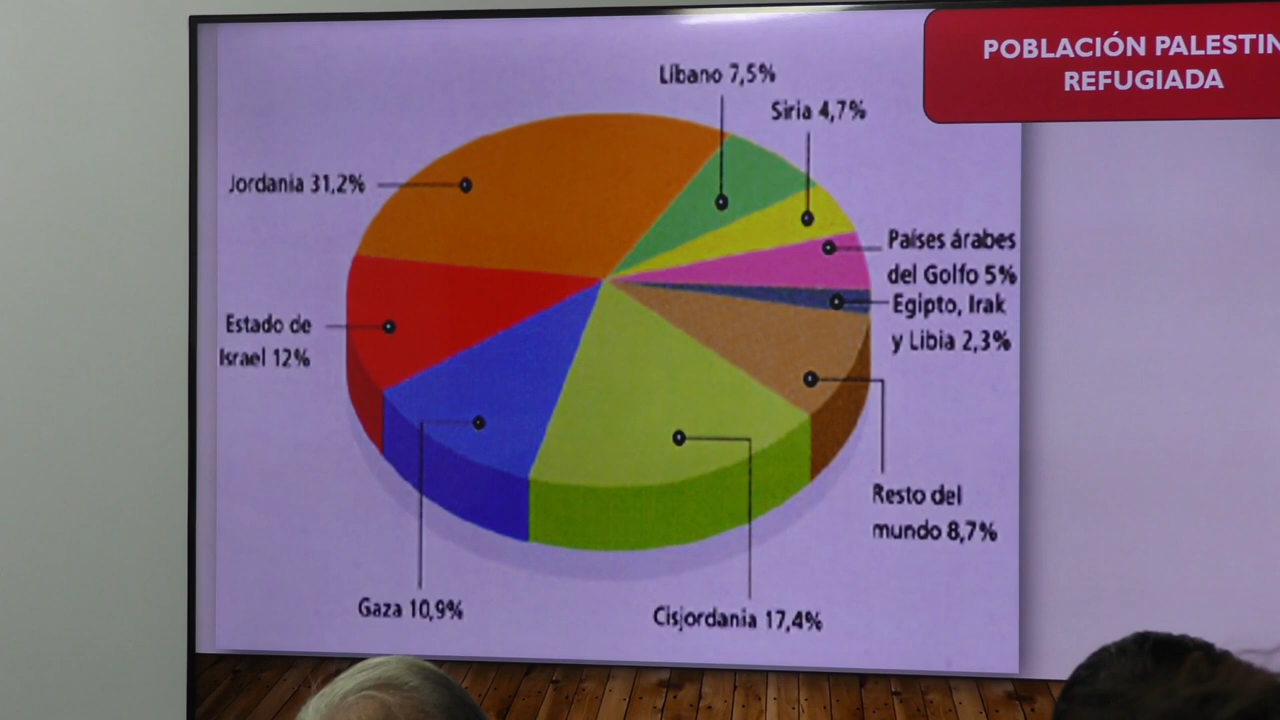 POBLACIÓN
REFUGIADA
Líbano 7,5%
Siria 4,7%
Jordania 31,2%
Países árabes
del Golfo 5%
Egipto, Irak
y Libia 2,3%
Estado de
Israel 12%
Resto del
mundo 8,7%
Gaza 10,9%
Cisjordania 17,4%